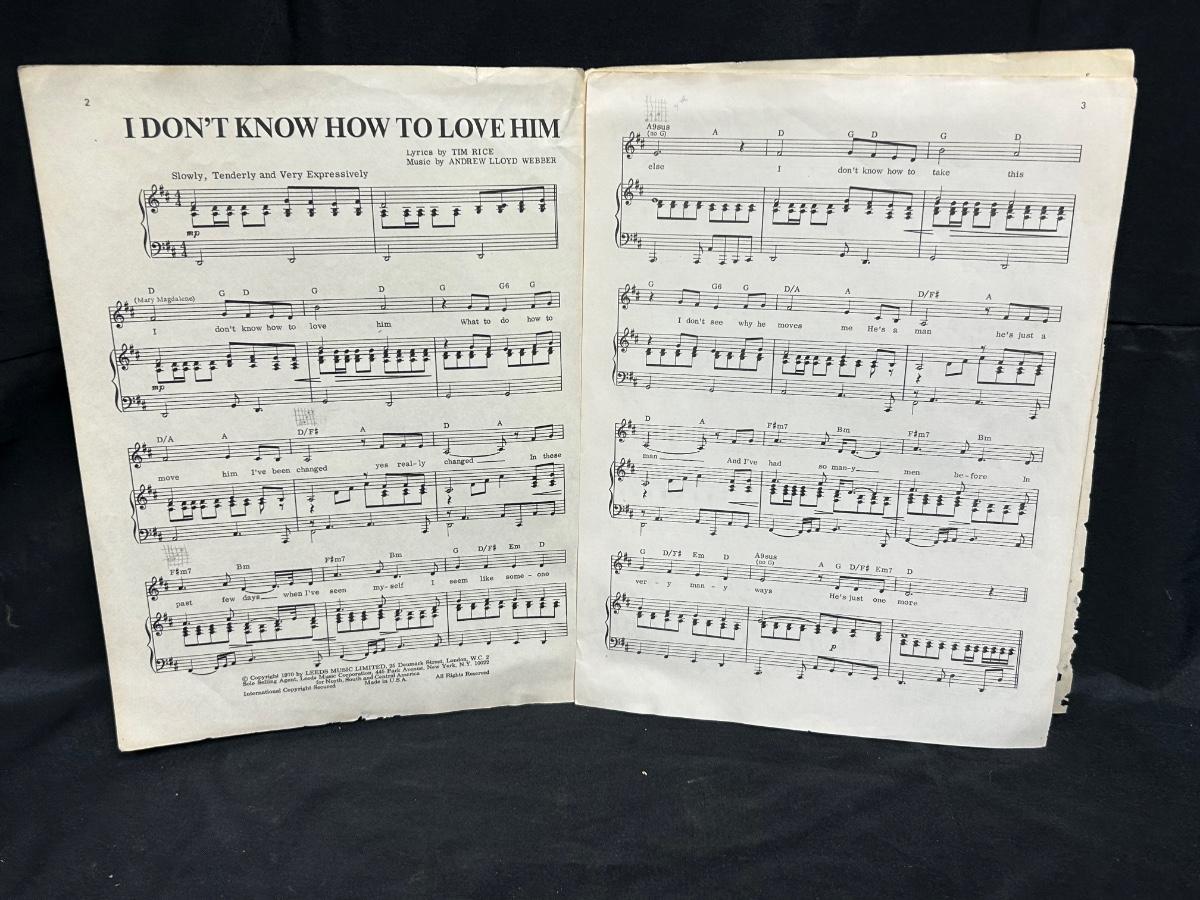 2
I DON'T KNOW HOW TO LOVE HIM
Lyrics by TIM RICE
Music by ANDREW LLOYD WEBBER
Slowly, Tenderly and Very Expressively
mp
D G D G D G G6 G
(Mary Magdalene)
I don't know how to love him What to do how to
mp
D/A A D/F♯ A D A
move him I've been changed yes real-ly changed In these
F♯m7 Bm F♯m7 Bm G D/F♯ Em D
past few days when I've seen my-self I seem like some-one
© Copyright 1970 by LEEDS MUSIC LIMITED, 25 Denmark Street, London, W.C. 2
Sole Selling Agent, Leeds Music Corporation, 445 Park Avenue, New York, N.Y. 10022
for North, South and Central America
International Copyright Secured Made in U.S.A. All Rights Reserved
3
A9sus A D G D G D
(no G)
else I don't know how to take this
G G6 G D/A A D/F♯ A
I don't see why he moves me He's a man he's just a
D A F♯m7 Bm F♯m7 Bm
man And I've had so man-y men be-fore In
G D/F♯ Em D A9sus A G D/F♯ Em7 D
(no G)
ver-y man-y ways He's just one more
p